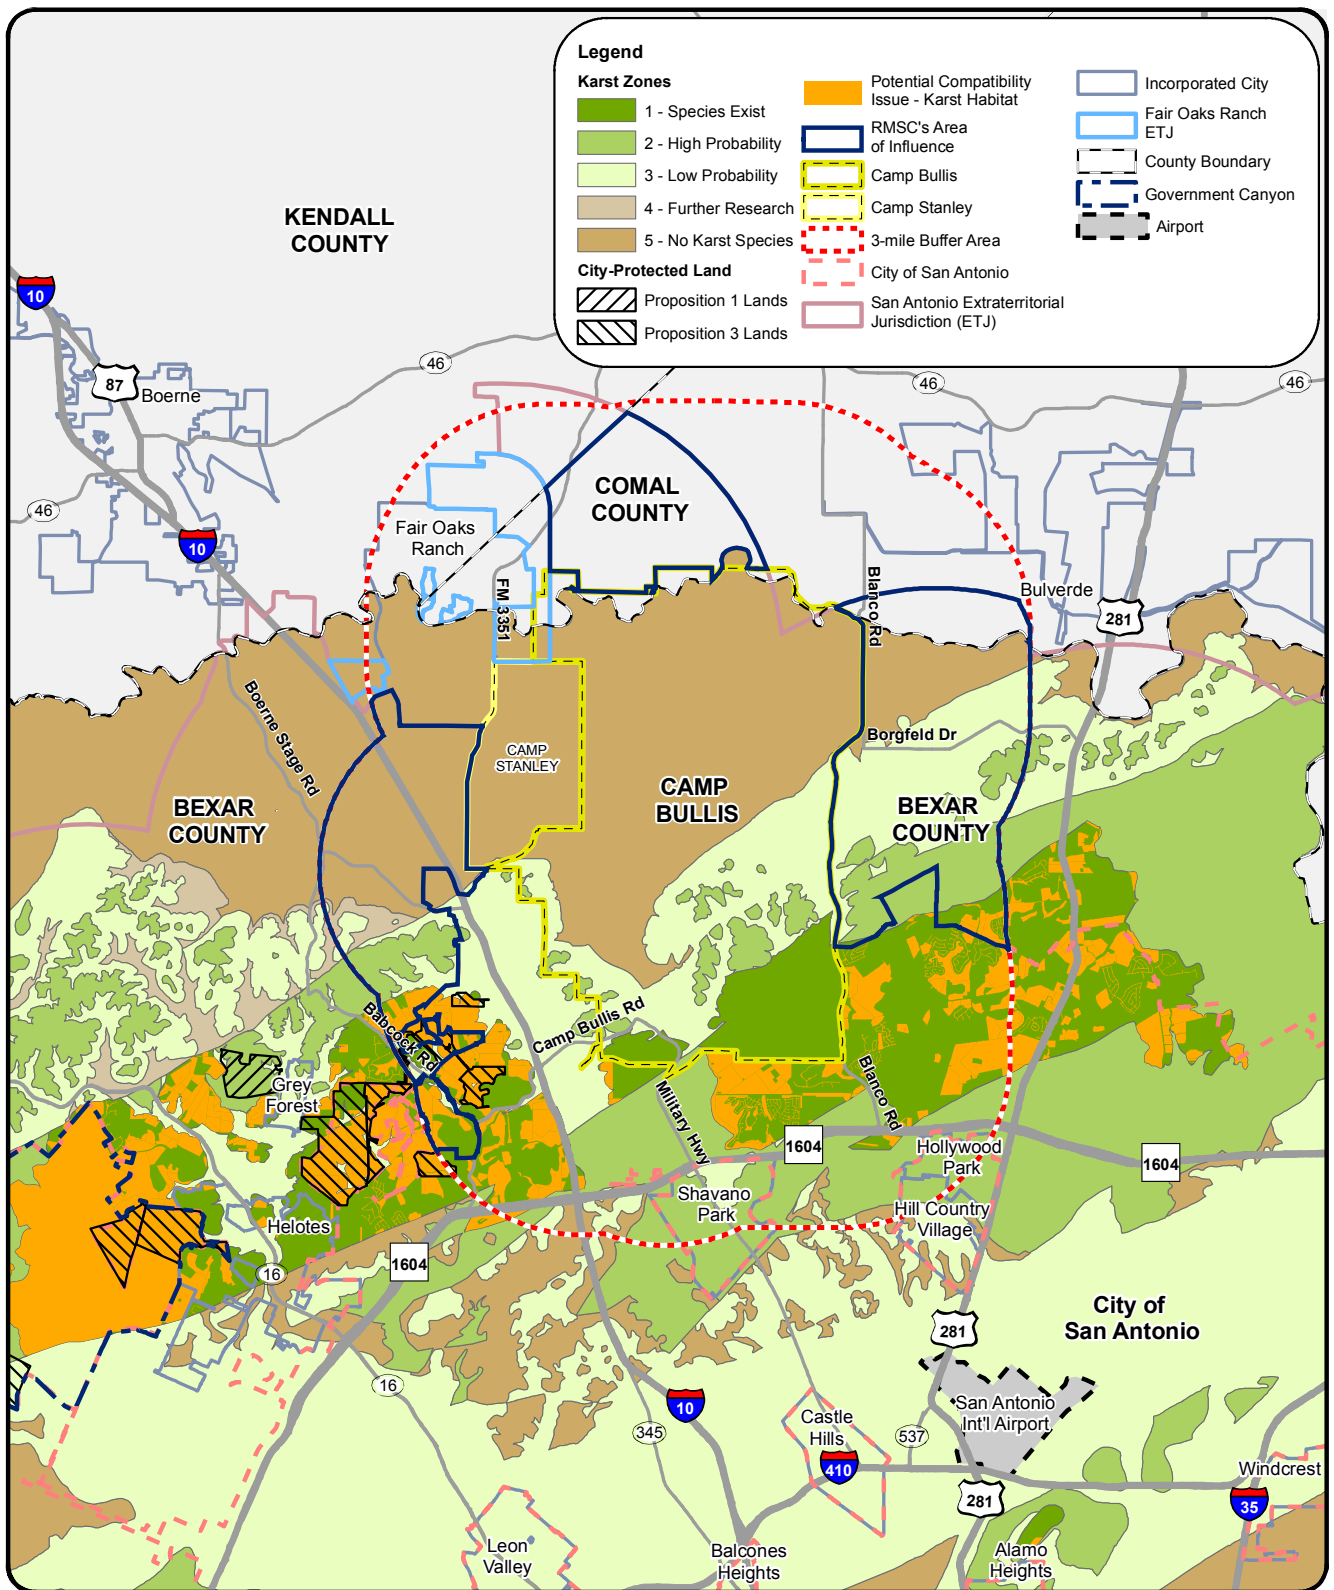 Legend
Karst Zones
1 - Species Exist
2 - High Probability
3 - Low Probability
4 - Further Research
5 - No Karst Species
City-Protected Land
Proposition 1 Lands
Proposition 3 Lands
Potential Compatibility
Issue - Karst Habitat
RMSC's Area
of Influence
Camp Bullis
Camp Stanley
3-mile Buffer Area
City of San Antonio
San Antonio Extraterritorial
Jurisdiction (ETJ)
Incorporated City
Fair Oaks Ranch
ETJ
County Boundary
Government Canyon
Airport
KENDALL
COUNTY
10
87
Boerne
46
46
46
46
10
Fair Oaks
Ranch
COMAL
COUNTY
FM 3351
Blanco Rd
Bulverde
281
Boerne Stage Rd
CAMP
STANLEY
CAMP
BULLIS
Borgfeld Dr
BEXAR
COUNTY
BEXAR
COUNTY
Babcock Rd
Camp Bullis Rd
Grey
Forest
Military Hwy
Blanco Rd
1604
Hollywood
Park
1604
Shavano
Park
Hill Country
Village
Helotes
1604
16
City of
San Antonio
281
16
10
San Antonio
Int'l Airport
Castle
Hills
345
537
410
Windcrest
281
35
Leon
Valley
Balcones
Heights
Alamo
Heights